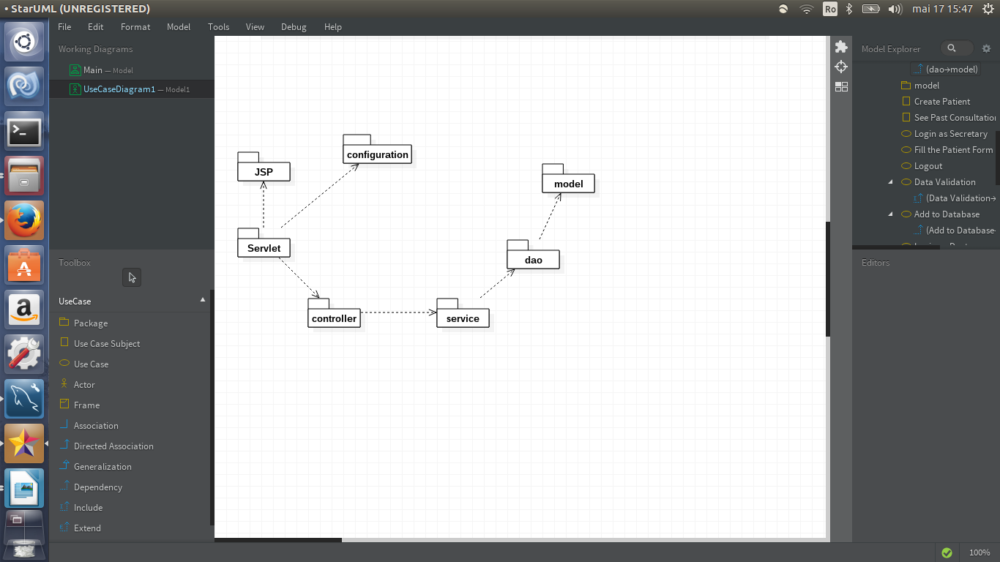 • StarUML (UNREGISTERED)
Ro
mai 17 15:47
File Edit Format Model Tools View Debug Help
Working Diagrams
Main — Model
UseCaseDiagram1 — Model1
Toolbox
UseCase
Package
Use Case Subject
Use Case
Actor
Frame
Association
Directed Association
Generalization
Dependency
Include
Extend
configuration
JSP
model
Servlet
dao
controller
service
Model Explorer
(dao→model)
model
Create Patient
See Past Consultatio
Login as Secretary
Fill the Patient Form
Logout
Data Validation
(Data Validation→
Add to Database
(Add to Database-
Editors
100%